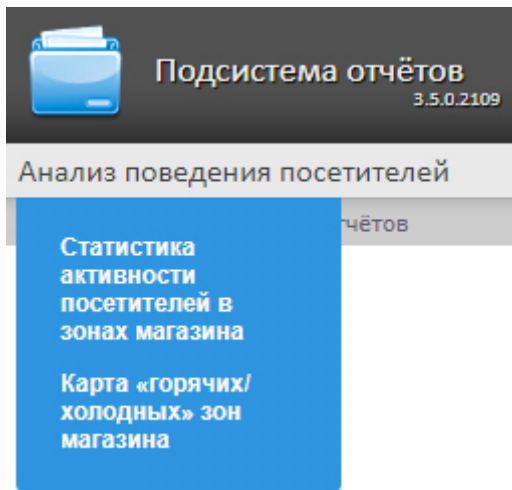 Подсистема отчётов
3.5.0.2109
Анализ поведения посетителей
чётов
Статистика
активности
посетителей в
зонах магазина
Карта «горячих/
холодных» зон
магазина